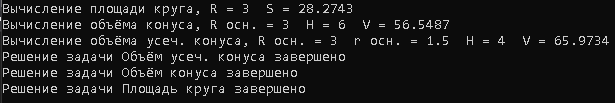 Вычисление площади круга, R = 3  S = 28.2743
Вычисление объёма конуса, R осн. = 3  H = 6  V = 56.5487
Вычисление объёма усеч. конуса, R осн. = 3  r осн. = 1.5  H = 4  V = 65.9734
Решение задачи Объём усеч. конуса завершено
Решение задачи Объём конуса завершено
Решение задачи Площадь круга завершено